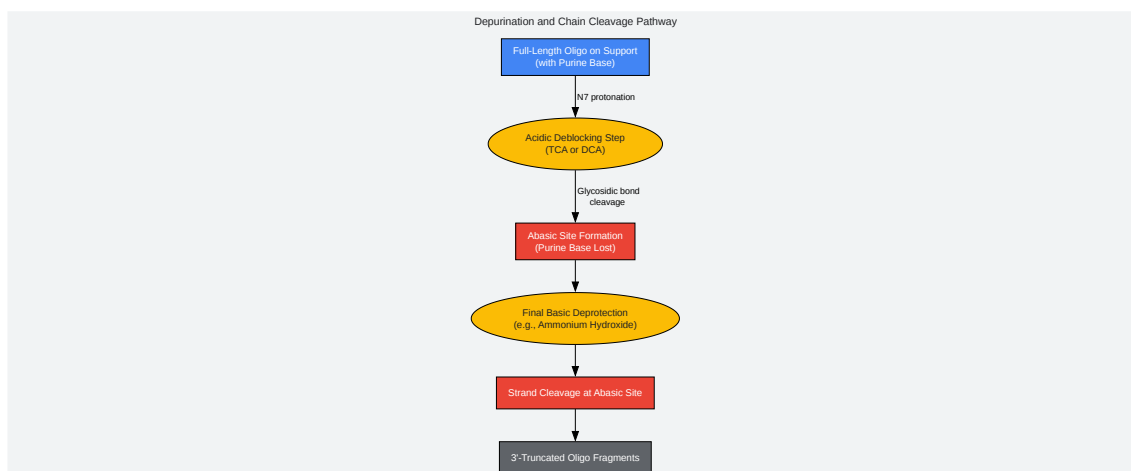 Depurination and Chain Cleavage Pathway
Full-Length Oligo on Support
(with Purine Base)
N7 protonation
Acidic Deblocking Step
(TCA or DCA)
Glycosidic bond
cleavage
Abasic Site Formation
(Purine Base Lost)
Final Basic Deprotection
(e.g., Ammonium Hydroxide)
Strand Cleavage at Abasic Site
3'-Truncated Oligo Fragments